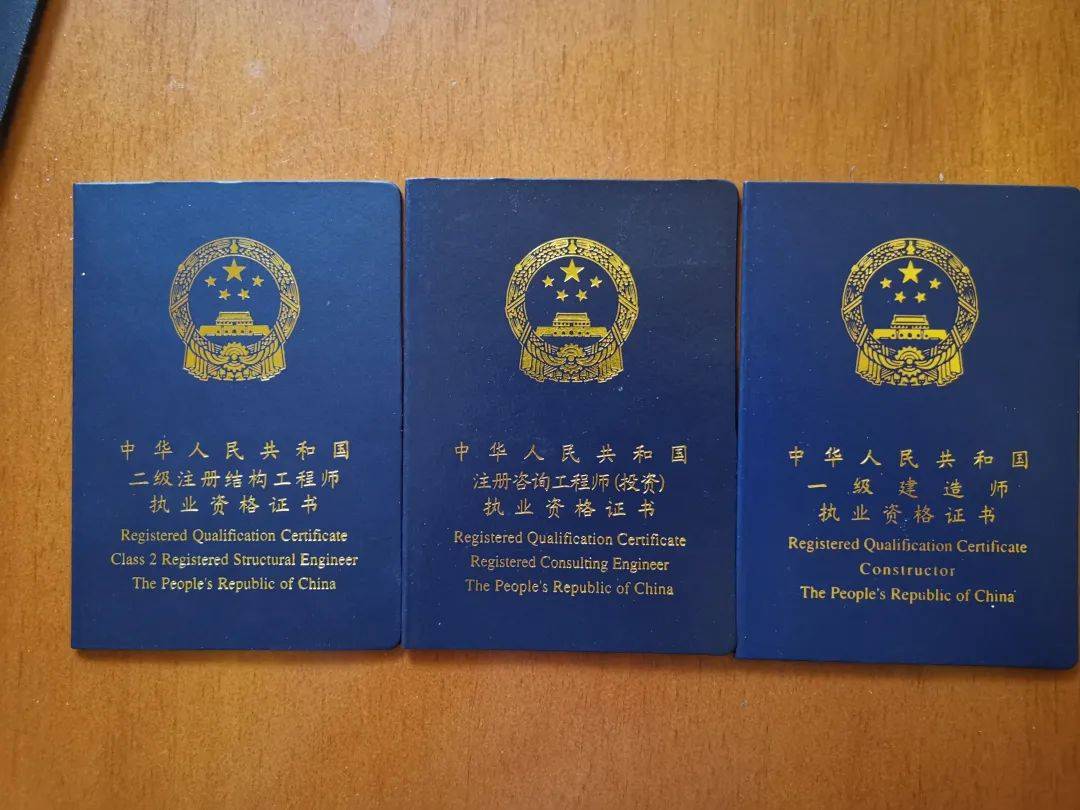 中华人民共和国
二级注册结构工程师
执业资格证书
Registered Qualification Certificate
Class 2 Registered Structural Engineer
The People's Republic of China
中华人民共和国
注册咨询工程师(投资)
执业资格证书
Registered Qualification Certificate
Registered Consulting Engineer
The People's Republic of China
中华人民共和国
一级建造师
执业资格证书
Registered Qualification Certificate
Constructor
The People's Republic of China